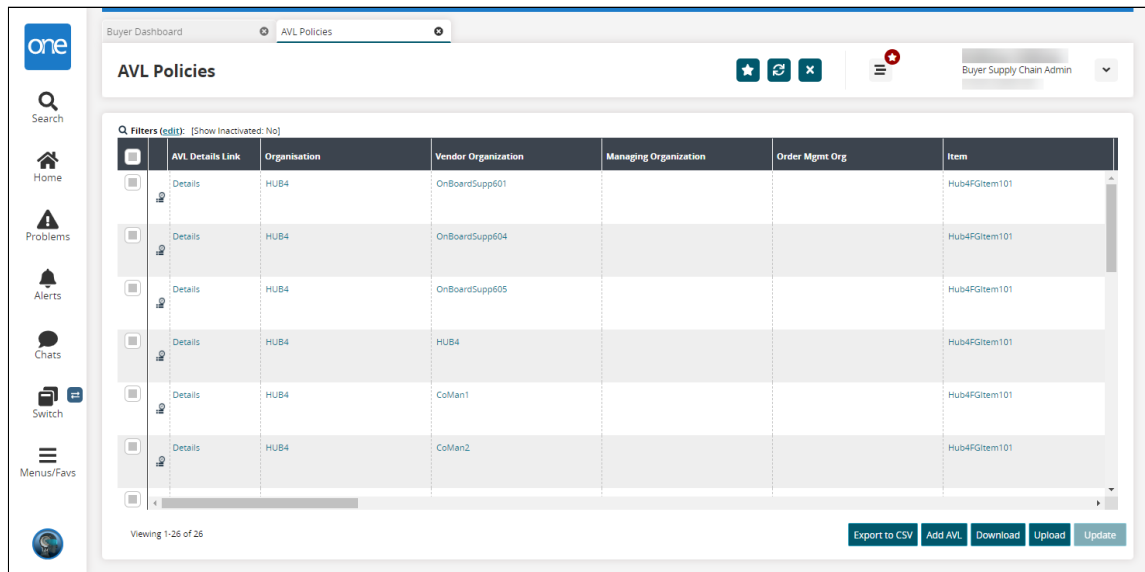 one
Buyer Dashboard
AVL Policies
AVL Policies
Buyer Supply Chain Admin
Search
Home
Problems
Alerts
Chats
Switch
Menus/Favs
Filters (edit): [Show Inactivated: No]
AVL Details Link Organisation Vendor Organization Managing Organization Order Mgmt Org Item
Details HUB4 OnBoardSupp601 Hub4FGItem101
Details HUB4 OnBoardSupp604 Hub4FGItem101
Details HUB4 OnBoardSupp605 Hub4FGItem101
Details HUB4 HUB4 Hub4FGItem101
Details HUB4 CoMan1 Hub4FGItem101
Details HUB4 CoMan2 Hub4FGItem101
Viewing 1-26 of 26
Export to CSV Add AVL Download Upload Update